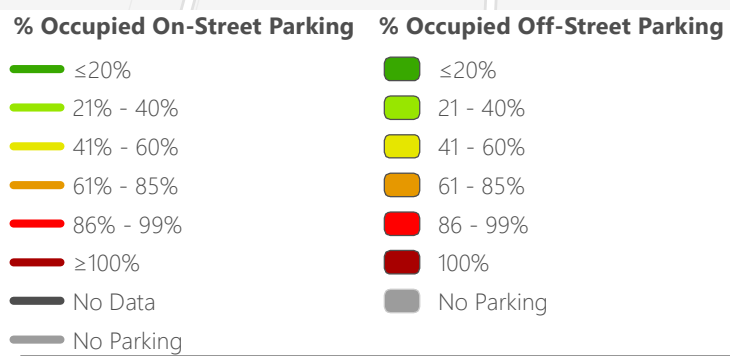 % Occupied On-Street Parking
≤20%
21% - 40%
41% - 60%
61% - 85%
86% - 99%
≥100%
No Data
No Parking
% Occupied Off-Street Parking
≤20%
21 - 40%
41 - 60%
61 - 85%
86 - 99%
100%
No Parking